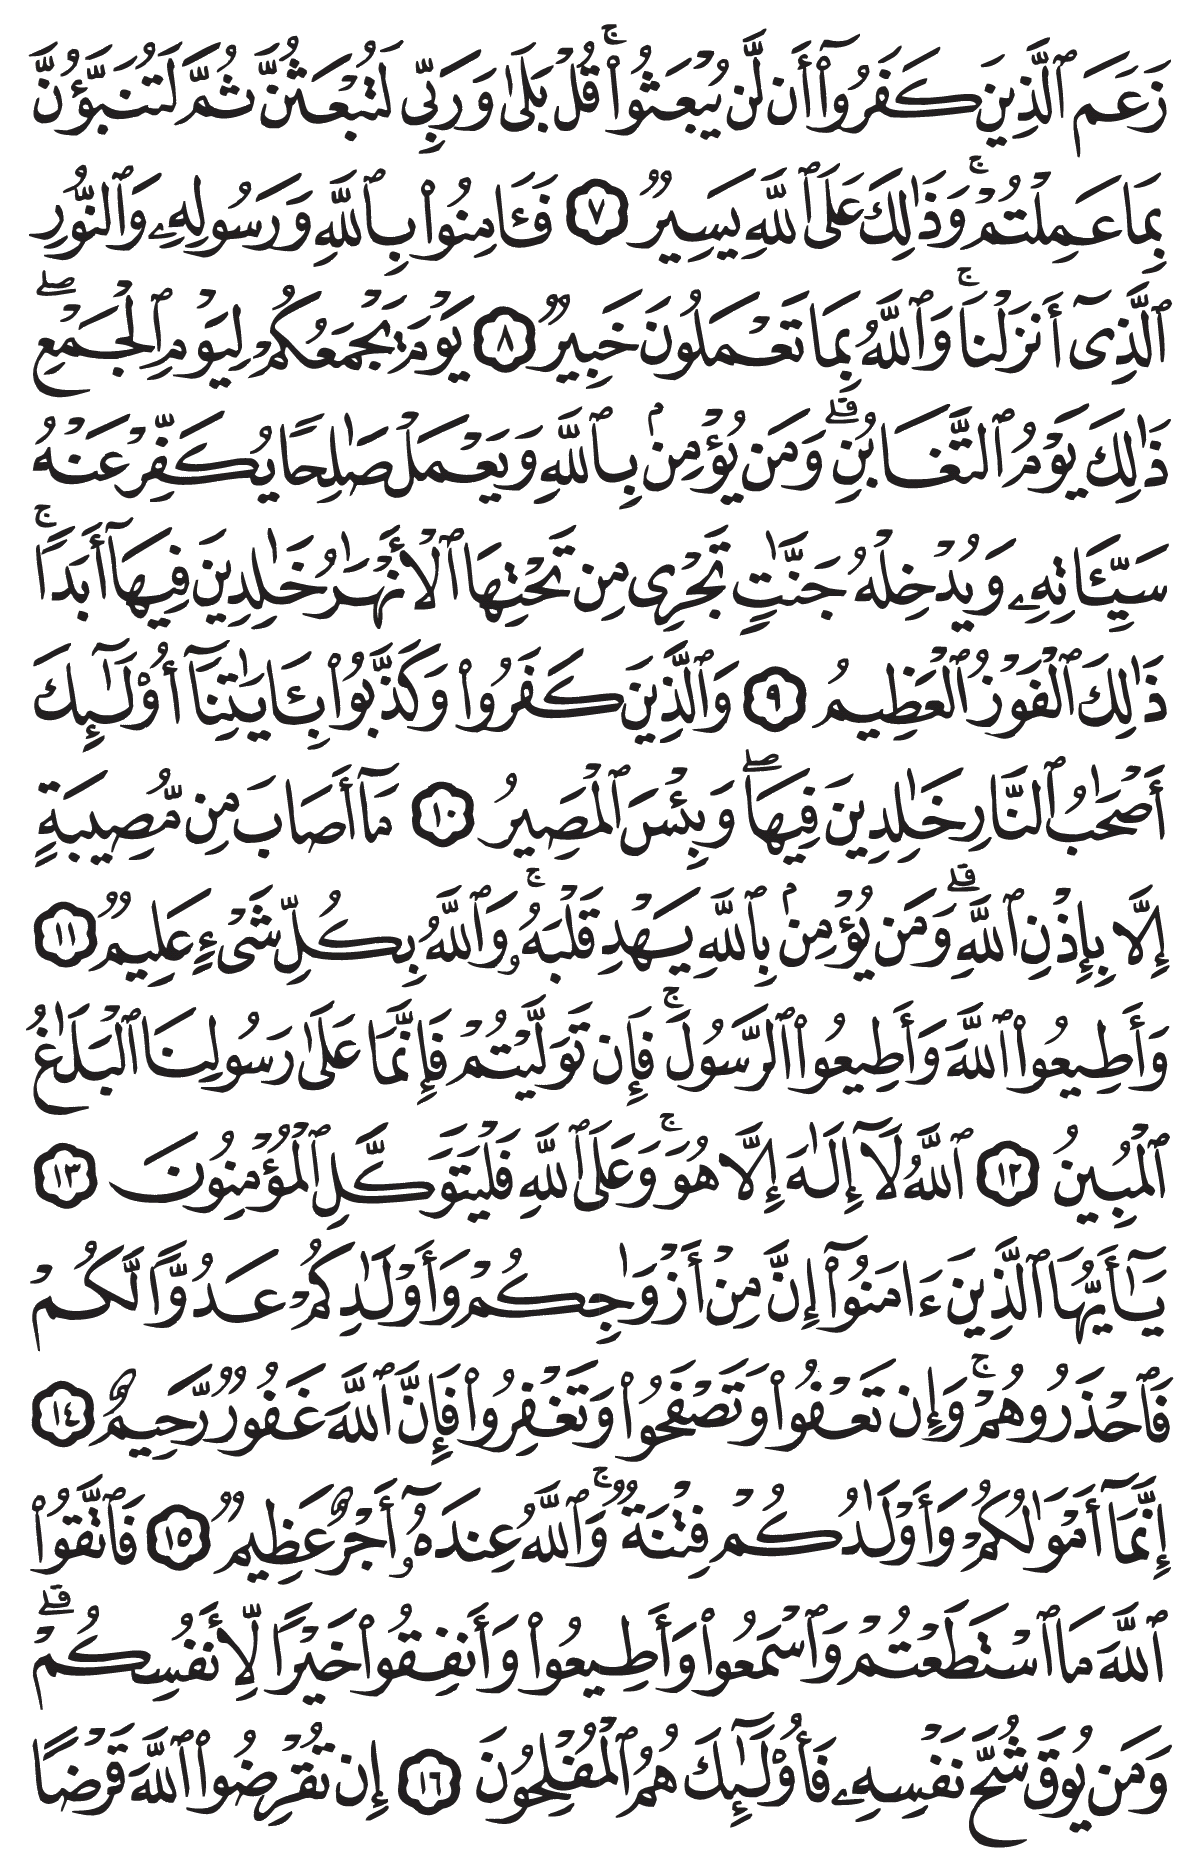 زَعَمَ ٱلَّذِينَ كَفَرُوٓا۟ أَن لَّن يُبْعَثُوا۟ ۚ قُلْ بَلَىٰ وَرَبِّى لَتُبْعَثُنَّ ثُمَّ لَتُنَبَّؤُنَّ
بِمَا عَمِلْتُمْ ۚ وَذَٰلِكَ عَلَى ٱللَّهِ يَسِيرٌ ٧ فَـَٔامِنُوا۟ بِٱللَّهِ وَرَسُولِهِۦ وَٱلنُّورِ
ٱلَّذِىٓ أَنزَلْنَا ۚ وَٱللَّهُ بِمَا تَعْمَلُونَ خَبِيرٌ ٨ يَوْمَ يَجْمَعُكُمْ لِيَوْمِ ٱلْجَمْعِ ۖ
ذَٰلِكَ يَوْمُ ٱلتَّغَابُنِ ۗ وَمَن يُؤْمِنۢ بِٱللَّهِ وَيَعْمَلْ صَٰلِحًا يُكَفِّرْ عَنْهُ
سَيِّـَٔاتِهِۦ وَيُدْخِلْهُ جَنَّٰتٍ تَجْرِى مِن تَحْتِهَا ٱلْأَنْهَٰرُ خَٰلِدِينَ فِيهَآ أَبَدًا ۚ
ذَٰلِكَ ٱلْفَوْزُ ٱلْعَظِيمُ ٩ وَٱلَّذِينَ كَفَرُوا۟ وَكَذَّبُوا۟ بِـَٔايَٰتِنَآ أُو۟لَٰٓئِكَ
أَصْحَٰبُ ٱلنَّارِ خَٰلِدِينَ فِيهَا ۖ وَبِئْسَ ٱلْمَصِيرُ ١٠ مَآ أَصَابَ مِن مُّصِيبَةٍ
إِلَّا بِإِذْنِ ٱللَّهِ ۗ وَمَن يُؤْمِنۢ بِٱللَّهِ يَهْدِ قَلْبَهُۥ ۚ وَٱللَّهُ بِكُلِّ شَىْءٍ عَلِيمٌ ١١
وَأَطِيعُوا۟ ٱللَّهَ وَأَطِيعُوا۟ ٱلرَّسُولَ ۚ فَإِن تَوَلَّيْتُمْ فَإِنَّمَا عَلَىٰ رَسُولِنَا ٱلْبَلَٰغُ
ٱلْمُبِينُ ١٢ ٱللَّهُ لَآ إِلَٰهَ إِلَّا هُوَ ۚ وَعَلَى ٱللَّهِ فَلْيَتَوَكَّلِ ٱلْمُؤْمِنُونَ ١٣
يَٰٓأَيُّهَا ٱلَّذِينَ ءَامَنُوٓا۟ إِنَّ مِنْ أَزْوَٰجِكُمْ وَأَوْلَٰدِكُمْ عَدُوًّا لَّكُمْ
فَٱحْذَرُوهُمْ ۚ وَإِن تَعْفُوا۟ وَتَصْفَحُوا۟ وَتَغْفِرُوا۟ فَإِنَّ ٱللَّهَ غَفُورٌ رَّحِيمٌ ١٤
إِنَّمَآ أَمْوَٰلُكُمْ وَأَوْلَٰدُكُمْ فِتْنَةٌ ۚ وَٱللَّهُ عِندَهُۥٓ أَجْرٌ عَظِيمٌ ١٥ فَٱتَّقُوا۟
ٱللَّهَ مَا ٱسْتَطَعْتُمْ وَٱسْمَعُوا۟ وَأَطِيعُوا۟ وَأَنفِقُوا۟ خَيْرًا لِّأَنفُسِكُمْ ۗ
وَمَن يُوقَ شُحَّ نَفْسِهِۦ فَأُو۟لَٰٓئِكَ هُمُ ٱلْمُفْلِحُونَ ١٦ إِن تُقْرِضُوا۟ ٱللَّهَ قَرْضًا